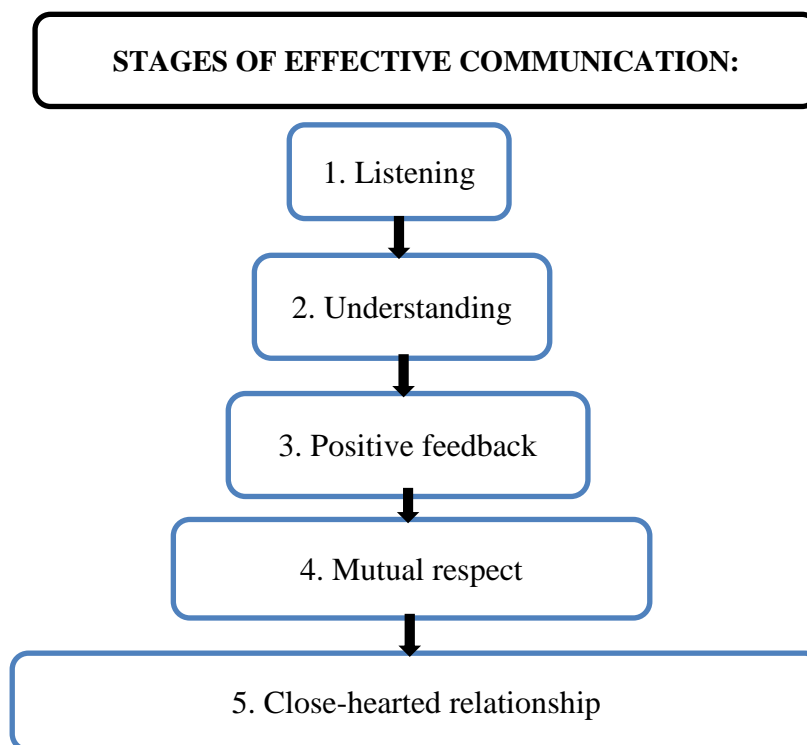 STAGES OF EFFECTIVE COMMUNICATION:
1. Listening
2. Understanding
3. Positive feedback
4. Mutual respect
5. Close-hearted relationship